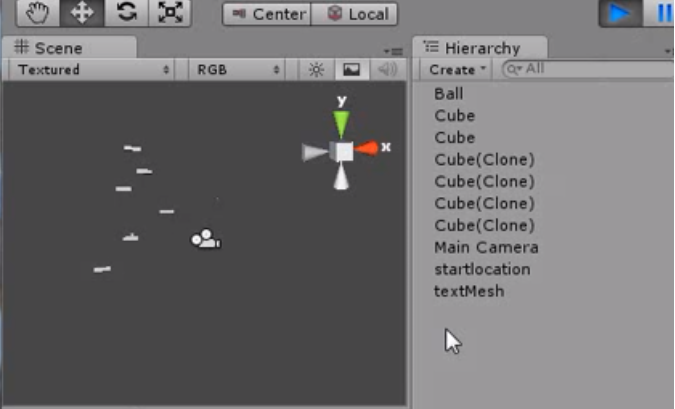 Center Local
Scene
Hierarchy
Textured RGB
Create All
y
x
Ball
Cube
Cube
Cube(Clone)
Cube(Clone)
Cube(Clone)
Cube(Clone)
Main Camera
startlocation
textMesh